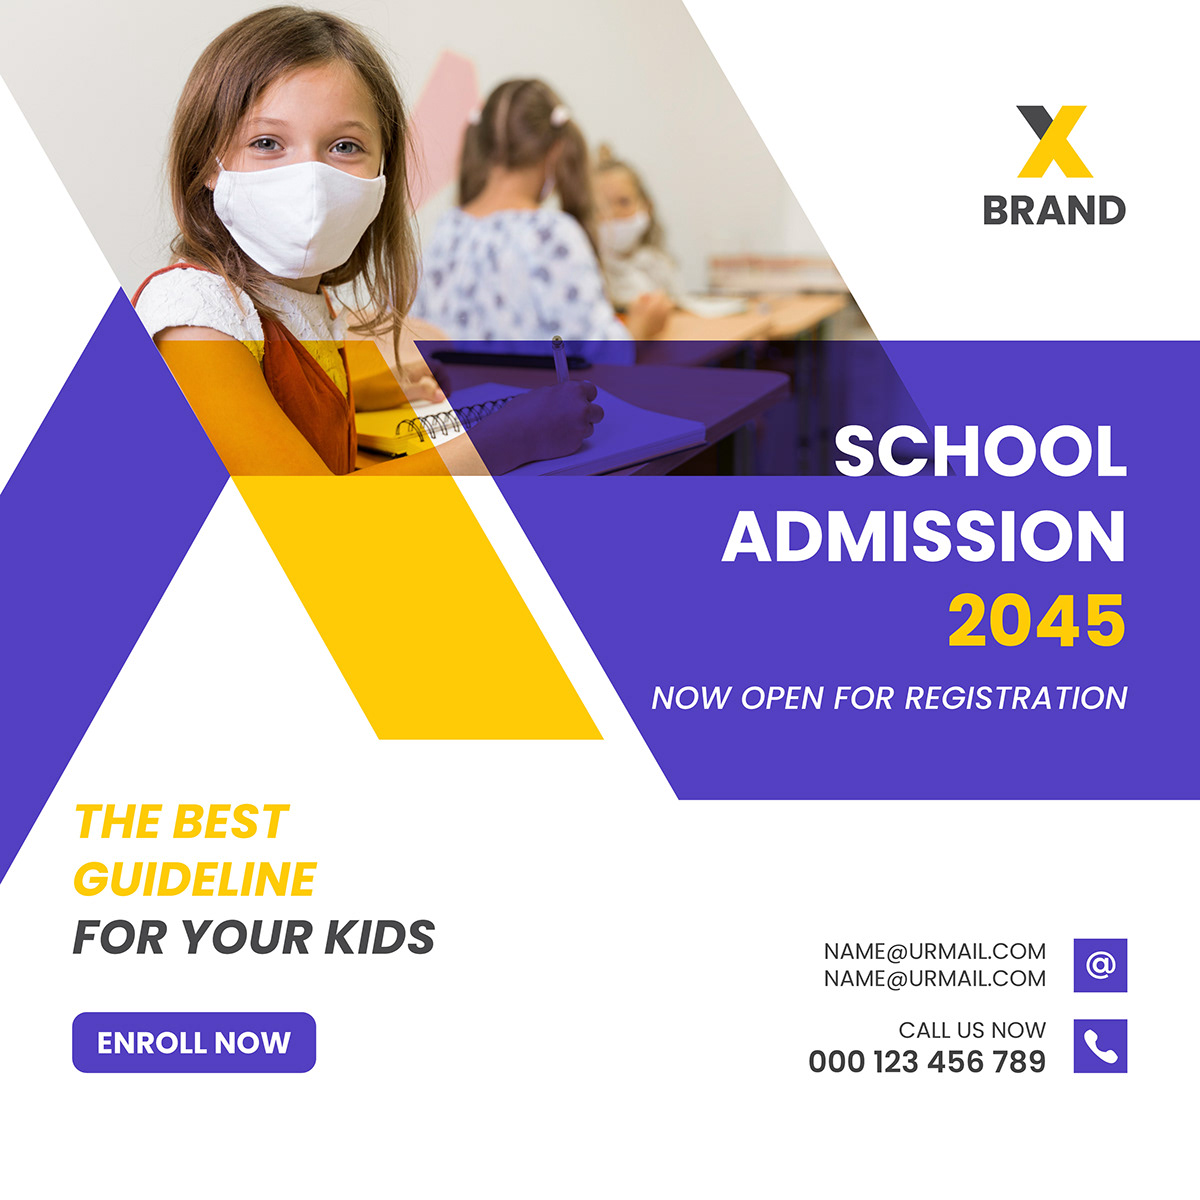 X
BRAND
SCHOOL
ADMISSION
2045
NOW OPEN FOR REGISTRATION
THE BEST
GUIDELINE
FOR YOUR KIDS
ENROLL NOW
NAME@URMAIL.COM
NAME@URMAIL.COM
@
CALL US NOW
000 123 456 789